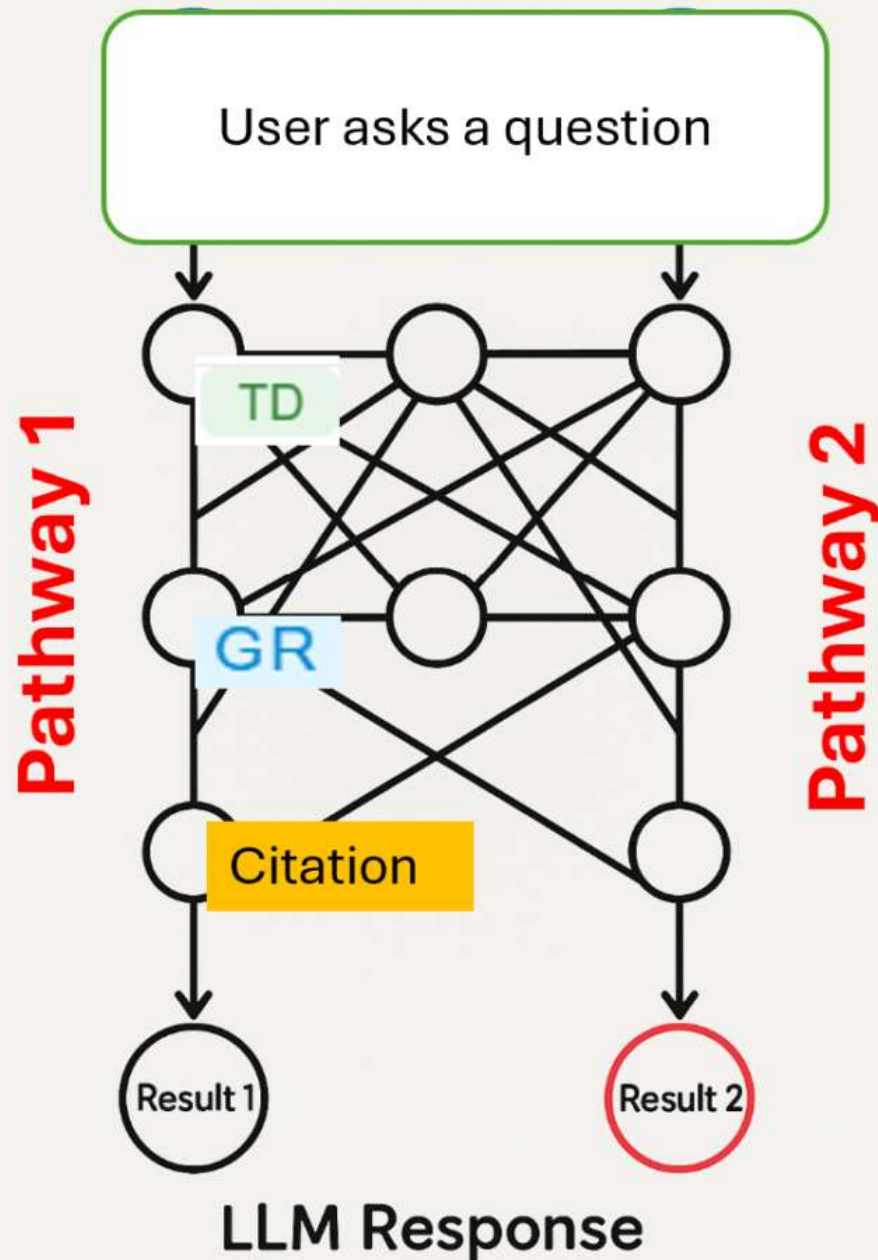 User asks a question
TD
Pathway 1
Pathway 2
GR
Citation
Result 1
Result 2
LLM Response